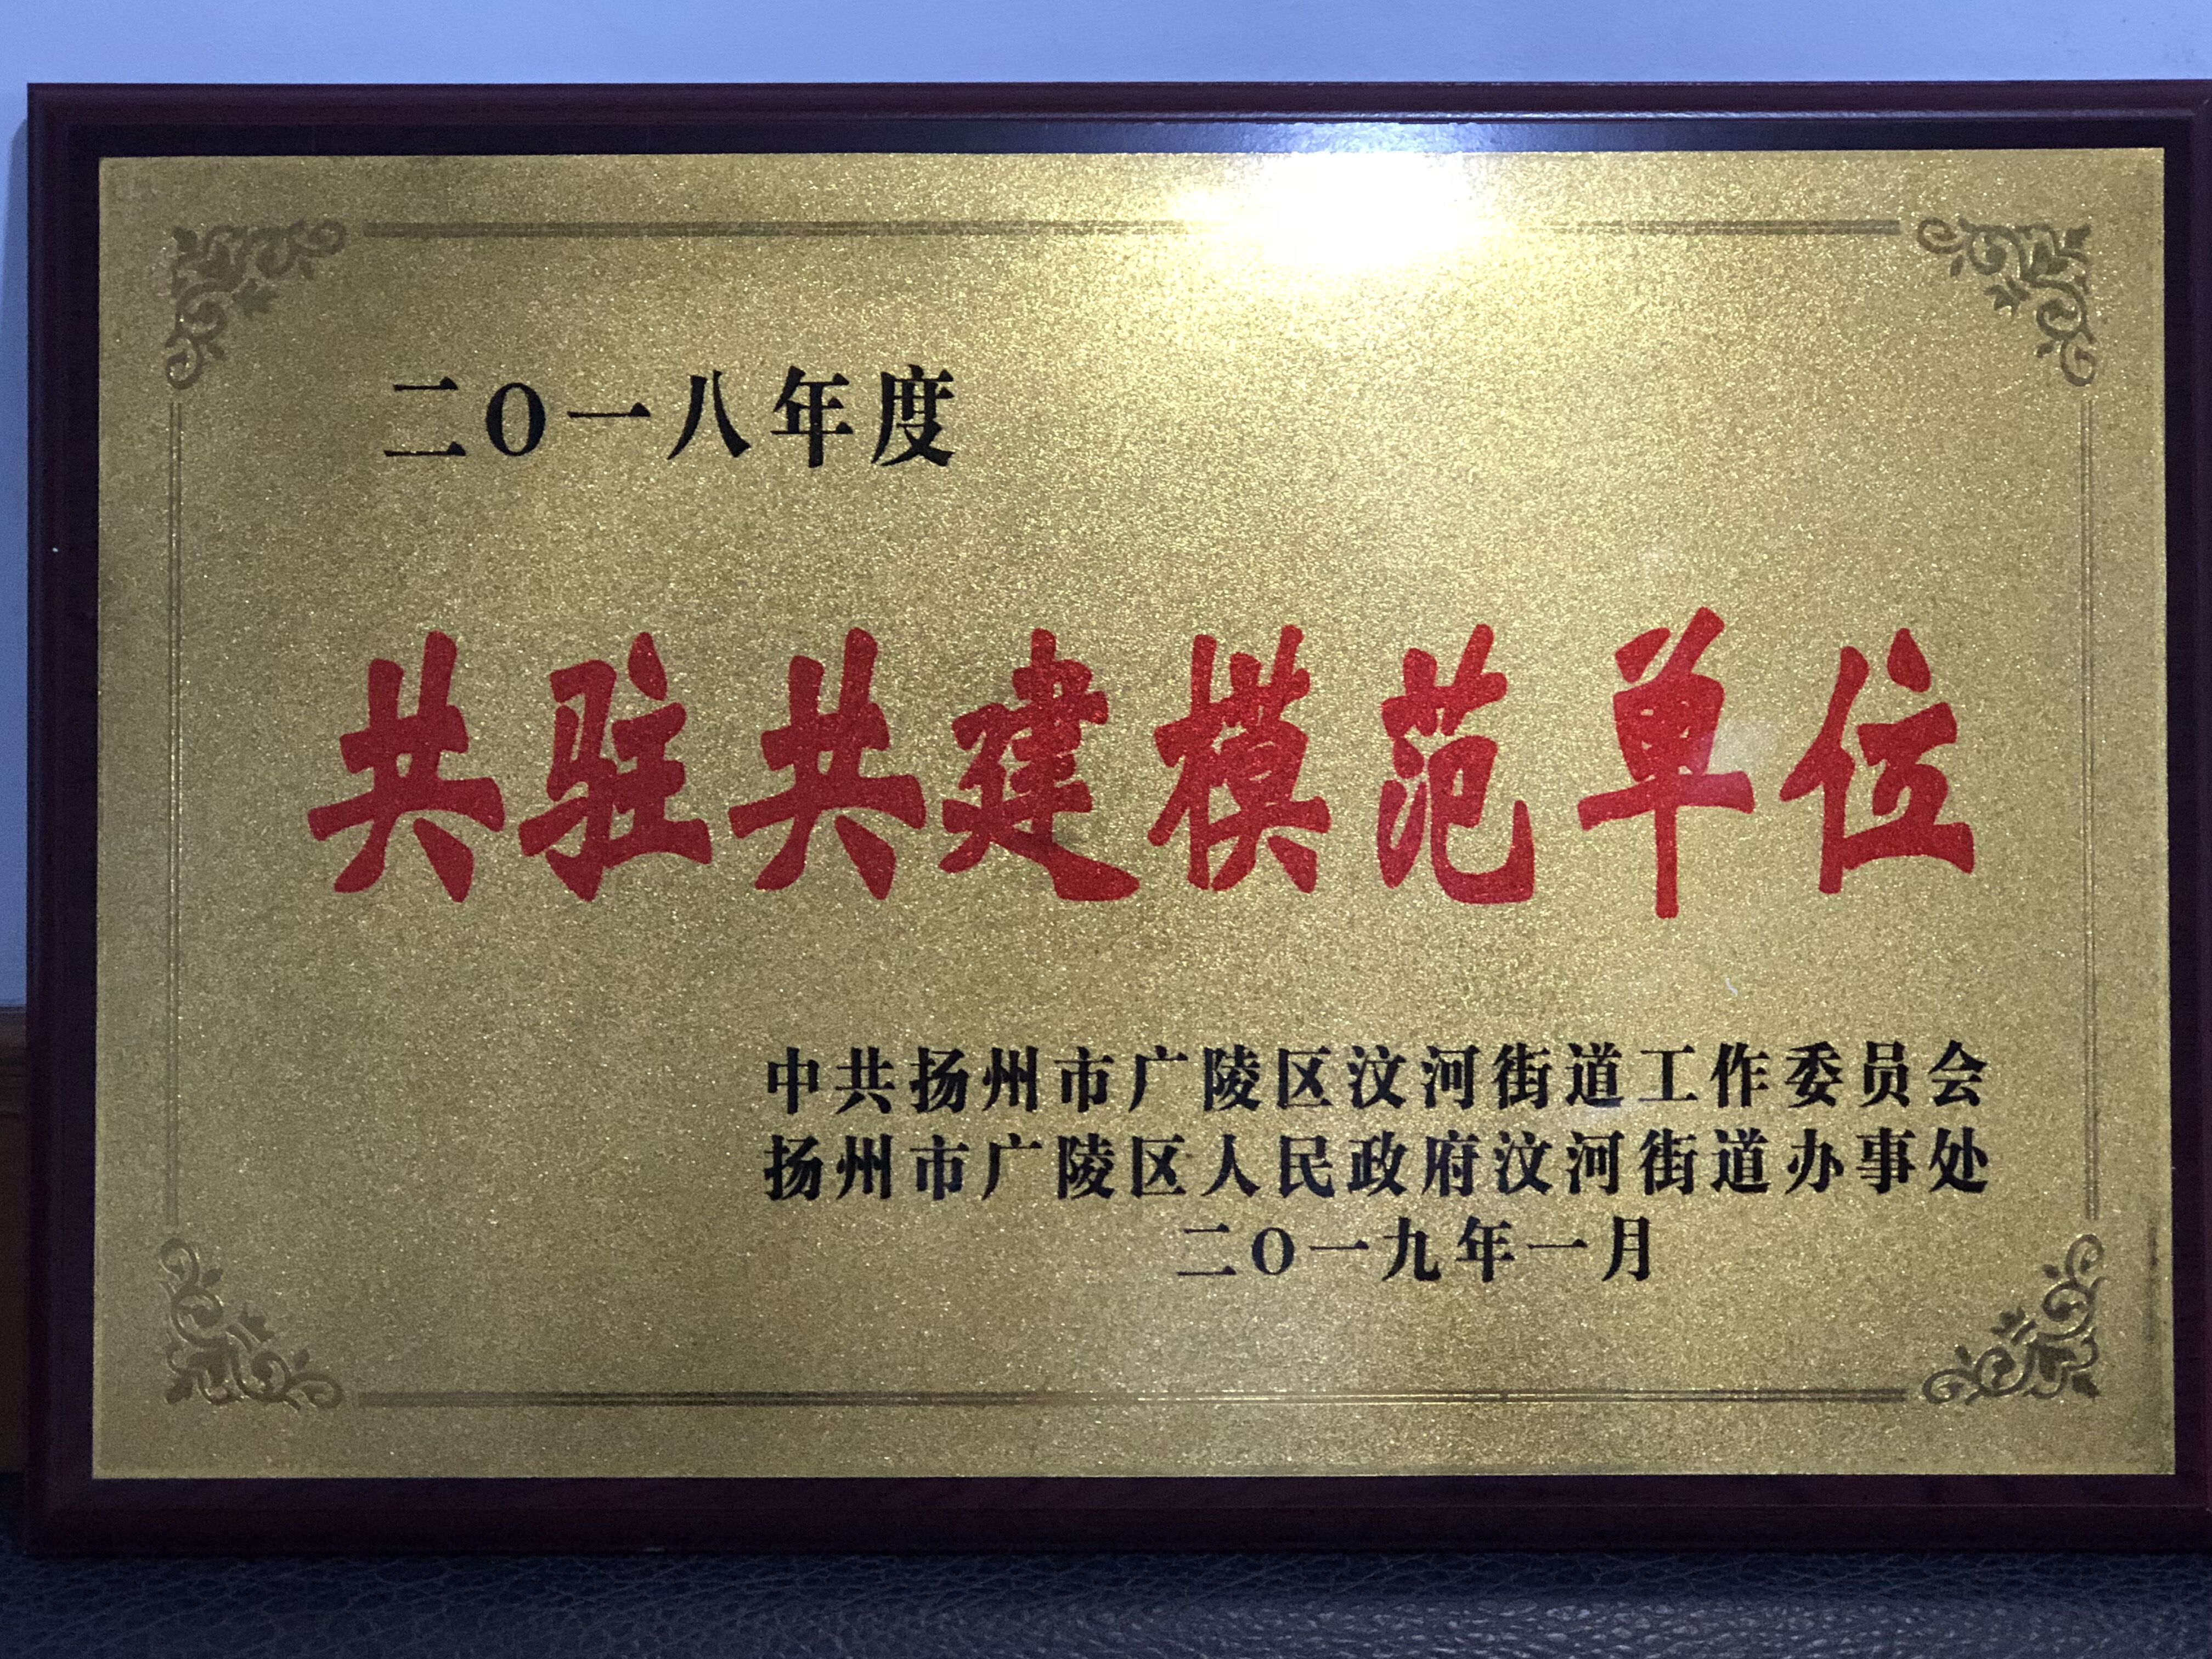 二〇一八年度
共驻共建模范单位
中共扬州市广陵区汶河街道工作委员会
扬州市广陵区人民政府汶河街道办事处
二〇一九年一月